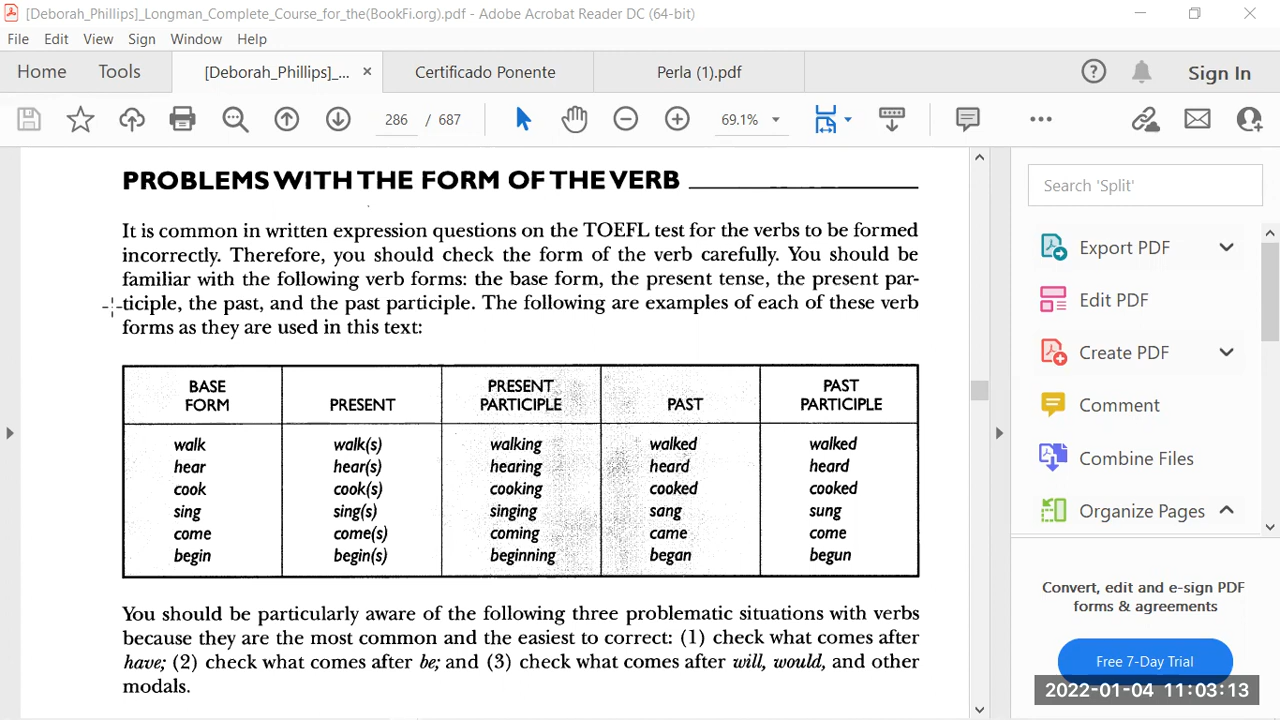 [Deborah_Phillips]_Longman_Complete_Course_for_the(BookFi.org).pdf - Adobe Acrobat Reader DC (64-bit)
File Edit View Sign Window Help
Home Tools [Deborah_Phillips]_... × Certificado Ponente Perla (1).pdf ? Sign In
286 / 687 69.1%
PROBLEMS WITH THE FORM OF THE VERB
It is common in written expression questions on the TOEFL test for the verbs to be formed
incorrectly. Therefore, you should check the form of the verb carefully. You should be
familiar with the following verb forms: the base form, the present tense, the present par-
ticiple, the past, and the past participle. The following are examples of each of these verb
forms as they are used in this text:
BASE FORM PRESENT PRESENT PARTICIPLE PAST PAST PARTICIPLE
walk walk(s) walking walked walked
hear hear(s) hearing heard heard
cook cook(s) cooking cooked cooked
sing sing(s) singing sang sung
come come(s) coming came come
begin begin(s) beginning began begun
You should be particularly aware of the following three problematic situations with verbs
because they are the most common and the easiest to correct: (1) check what comes after
have; (2) check what comes after be; and (3) check what comes after will, would, and other
modals.
Search 'Split'
Export PDF
Edit PDF
Create PDF
Comment
Combine Files
Organize Pages
Convert, edit and e-sign PDF
forms & agreements
Free 7-Day Trial
2022-01-04 11:03:13